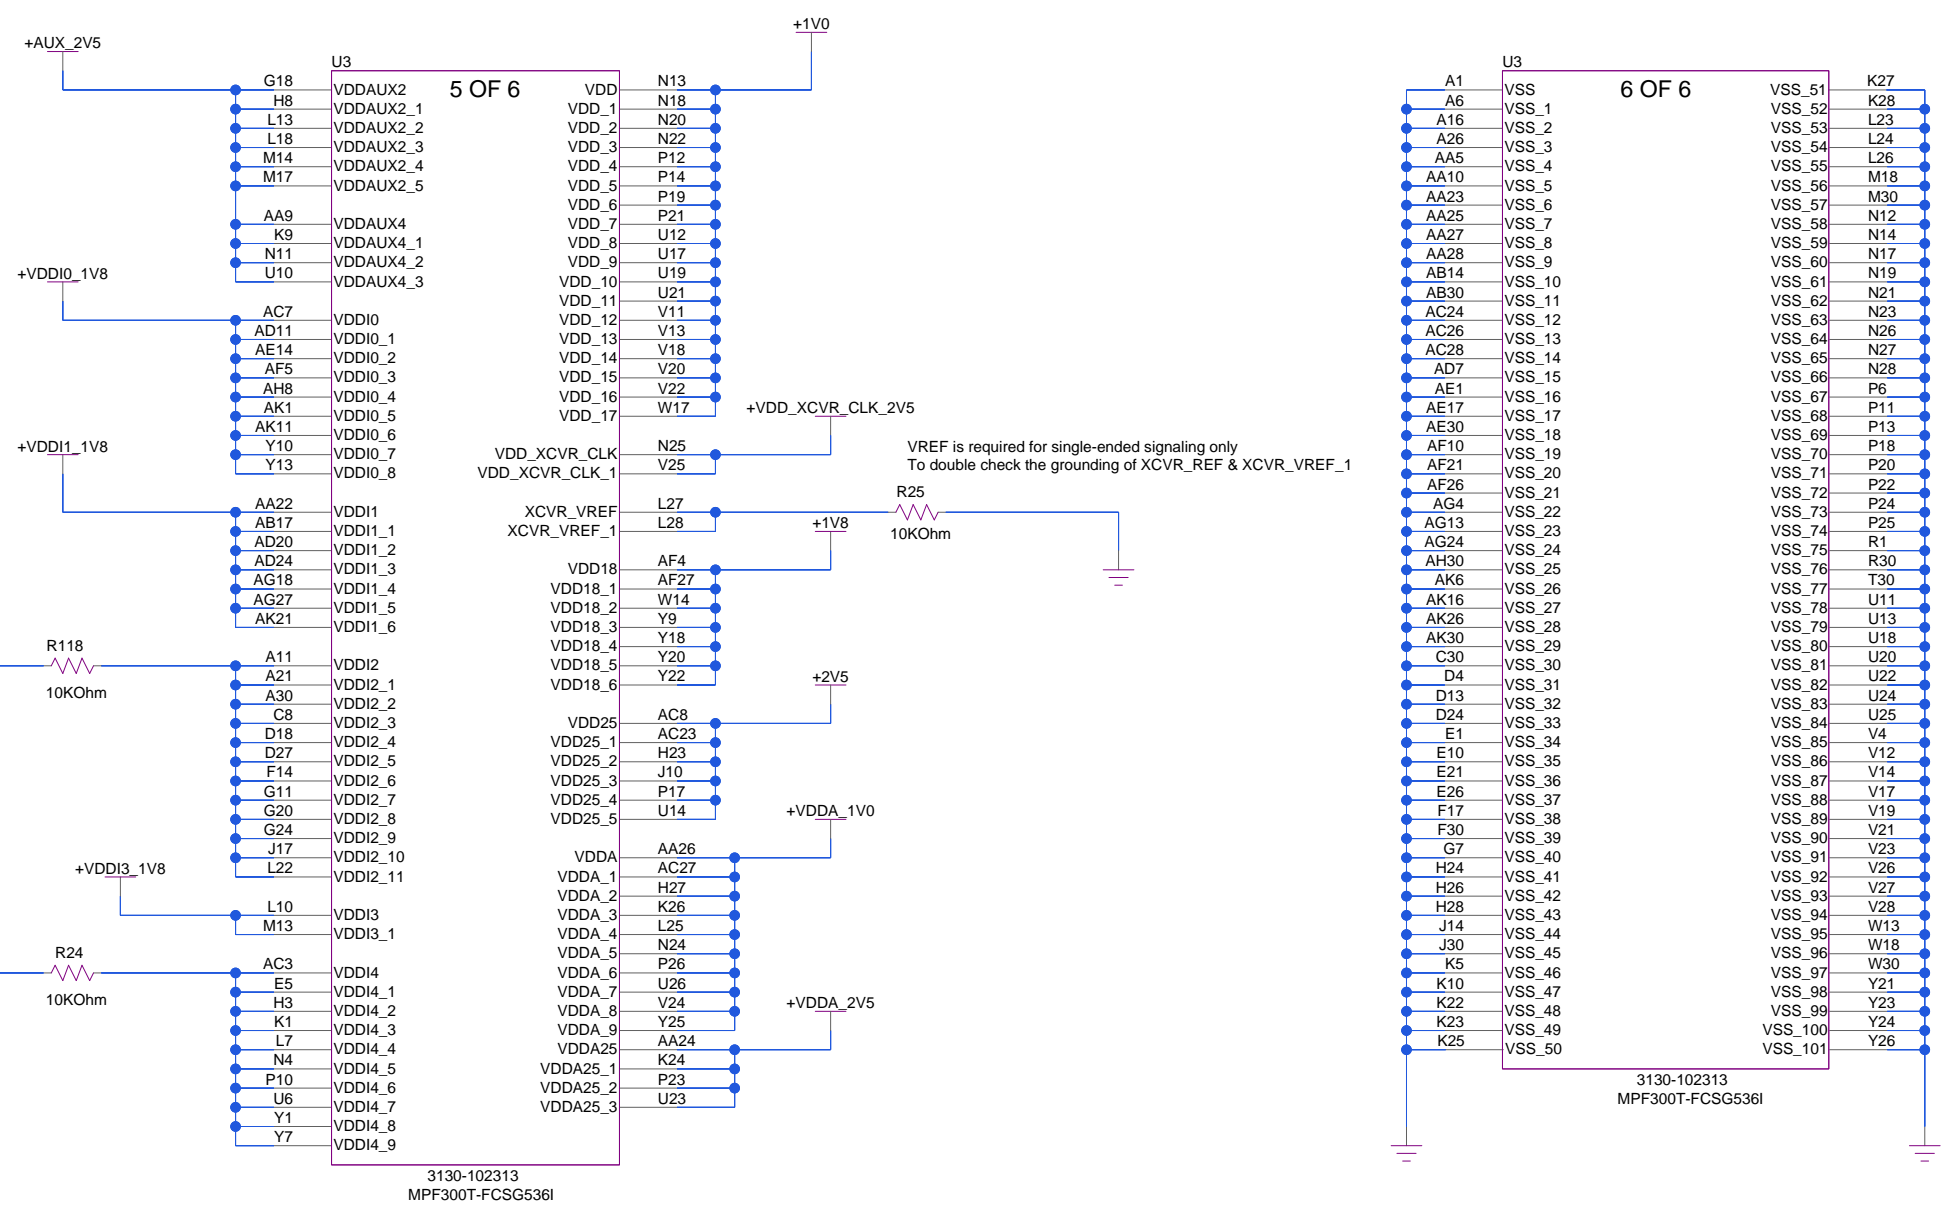 +1V0
+AUX_2V5
U3
5 OF 6
G18 VDDAUX2
H8 VDDAUX2_1
L13 VDDAUX2_2
L18 VDDAUX2_3
M14 VDDAUX2_4
M17 VDDAUX2_5
AA9 VDDAUX4
K9 VDDAUX4_1
N11 VDDAUX4_2
U10 VDDAUX4_3
+VDDI0_1V8
AC7 VDDI0
AD11 VDDI0_1
AE14 VDDI0_2
AF5 VDDI0_3
AH8 VDDI0_4
AK1 VDDI0_5
AK11 VDDI0_6
Y10 VDDI0_7
Y13 VDDI0_8
+VDDI1_1V8
AA22 VDDI1
AB17 VDDI1_1
AD20 VDDI1_2
AD24 VDDI1_3
AG18 VDDI1_4
AG27 VDDI1_5
AK21 VDDI1_6
R118
10KOhm
A11 VDDI2
A21 VDDI2_1
A30 VDDI2_2
C8 VDDI2_3
D18 VDDI2_4
D27 VDDI2_5
F14 VDDI2_6
G11 VDDI2_7
G20 VDDI2_8
G24 VDDI2_9
J17 VDDI2_10
L22 VDDI2_11
+VDDI3_1V8
L10 VDDI3
M13 VDDI3_1
R24
10KOhm
AC3 VDDI4
E5 VDDI4_1
H3 VDDI4_2
K1 VDDI4_3
L7 VDDI4_4
N4 VDDI4_5
P10 VDDI4_6
U6 VDDI4_7
Y1 VDDI4_8
Y7 VDDI4_9
VDD N13
VDD_1 N18
VDD_2 N20
VDD_3 N22
VDD_4 P12
VDD_5 P14
VDD_6 P19
VDD_7 P21
VDD_8 U12
VDD_9 U17
VDD_10 U19
VDD_11 U21
VDD_12 V11
VDD_13 V13
VDD_14 V18
VDD_15 V20
VDD_16 V22
VDD_17 W17
+VDD_XCVR_CLK_2V5
VDD_XCVR_CLK N25
VDD_XCVR_CLK_1 V25
VREF is required for single-ended signaling only
To double check the grounding of XCVR_REF & XCVR_VREF_1
XCVR_VREF L27
XCVR_VREF_1 L28
R25
10KOhm
+1V8
VDD18 AF4
VDD18_1 AF27
VDD18_2 W14
VDD18_3 Y9
VDD18_4 Y18
VDD18_5 Y20
VDD18_6 Y22
+2V5
VDD25 AC8
VDD25_1 AC23
VDD25_2 H23
VDD25_3 J10
VDD25_4 P17
VDD25_5 U14
+VDDA_1V0
VDDA AA26
VDDA_1 AC27
VDDA_2 H27
VDDA_3 K26
VDDA_4 L25
VDDA_5 N24
VDDA_6 P26
VDDA_7 U26
VDDA_8 V24
VDDA_9 Y25
+VDDA_2V5
VDDA25 AA24
VDDA25_1 K24
VDDA25_2 P23
VDDA25_3 U23
3130-102313
MPF300T-FCSG536I
U3
6 OF 6
A1 VSS
A6 VSS_1
A16 VSS_2
A26 VSS_3
AA5 VSS_4
AA10 VSS_5
AA23 VSS_6
AA25 VSS_7
AA27 VSS_8
AA28 VSS_9
AB14 VSS_10
AB30 VSS_11
AC24 VSS_12
AC26 VSS_13
AC28 VSS_14
AD7 VSS_15
AE1 VSS_16
AE17 VSS_17
AE30 VSS_18
AF10 VSS_19
AF21 VSS_20
AF26 VSS_21
AG4 VSS_22
AG13 VSS_23
AG24 VSS_24
AH30 VSS_25
AK6 VSS_26
AK16 VSS_27
AK26 VSS_28
AK30 VSS_29
C30 VSS_30
D4 VSS_31
D13 VSS_32
D24 VSS_33
E1 VSS_34
E10 VSS_35
E21 VSS_36
E26 VSS_37
F17 VSS_38
F30 VSS_39
G7 VSS_40
H24 VSS_41
H26 VSS_42
H28 VSS_43
J14 VSS_44
J30 VSS_45
K5 VSS_46
K10 VSS_47
K22 VSS_48
K23 VSS_49
K25 VSS_50
VSS_51 K27
VSS_52 K28
VSS_53 L23
VSS_54 L24
VSS_55 L26
VSS_56 M18
VSS_57 M30
VSS_58 N12
VSS_59 N14
VSS_60 N17
VSS_61 N19
VSS_62 N21
VSS_63 N23
VSS_64 N26
VSS_65 N27
VSS_66 N28
VSS_67 P6
VSS_68 P11
VSS_69 P13
VSS_70 P18
VSS_71 P20
VSS_72 P22
VSS_73 P24
VSS_74 P25
VSS_75 R1
VSS_76 R30
VSS_77 T30
VSS_78 U11
VSS_79 U13
VSS_80 U18
VSS_81 U20
VSS_82 U22
VSS_83 U24
VSS_84 U25
VSS_85 V4
VSS_86 V12
VSS_87 V14
VSS_88 V17
VSS_89 V19
VSS_90 V21
VSS_91 V23
VSS_92 V26
VSS_93 V27
VSS_94 V28
VSS_95 W13
VSS_96 W18
VSS_97 W30
VSS_98 Y21
VSS_99 Y23
VSS_100 Y24
VSS_101 Y26
3130-102313
MPF300T-FCSG536I